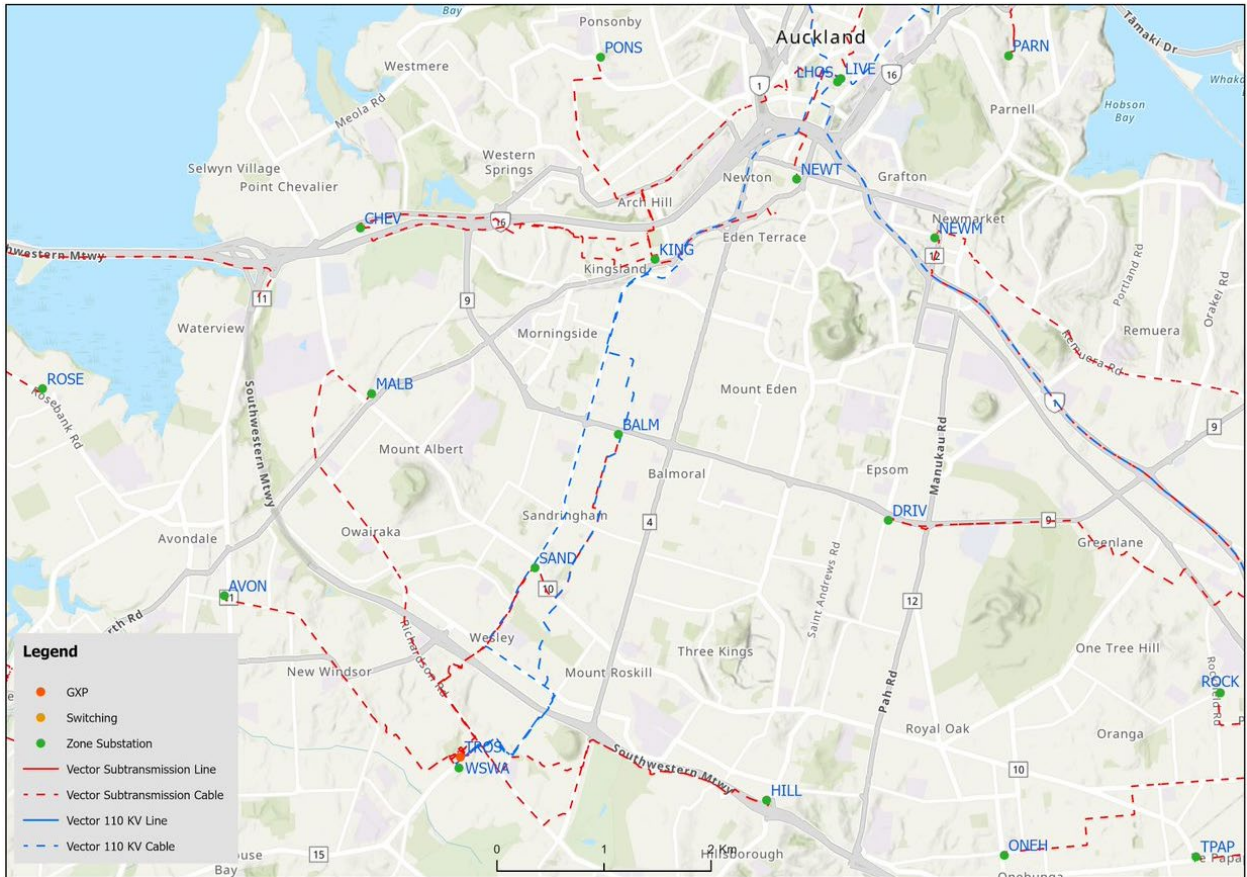 Bay
Ponsonby
PONS
Auckland
PARN
Tāmaki Dr
Westmere
LHOS
LIVE
1
16
Meola Rd
Parnell
Hobson
Bay
Selwyn Village
Point Chevalier
Western
Springs
Newton
NEWT
Grafton
CHEV
16
Arch Hill
Newmarket
NEWM
Eden Terrace
KING
Kingsland
12
Portland Rd
Orakei Rd
11
Waterview
9
Morningside
Remuera
Remuera Rd
ROSE
Rosebank Rd
MALB
Mount Eden
1
Southwestern Mtwy
Mount Albert
BALM
9
Balmoral
Epsom
Manukau Rd
DRIV
9
4
Sandringham
Owairaka
Avondale
Greenlane
SAND
10
AVON
Saint Andrews Rd
12
Wesley
Richardson Rd
Three Kings
One Tree Hill
New Windsor
Mount Roskill
ROCK
Pah Rd
Royal Oak
Oranga
TROS
WSWA
Southwestern Mtwy
10
HILL
Hillsborough
ONEH
TPAP
15
Bay
0 1 2 Km
Legend
GXP
Switching
Zone Substation
Vector Subtransmission Line
Vector Subtransmission Cable
Vector 110 KV Line
Vector 110 KV Cable